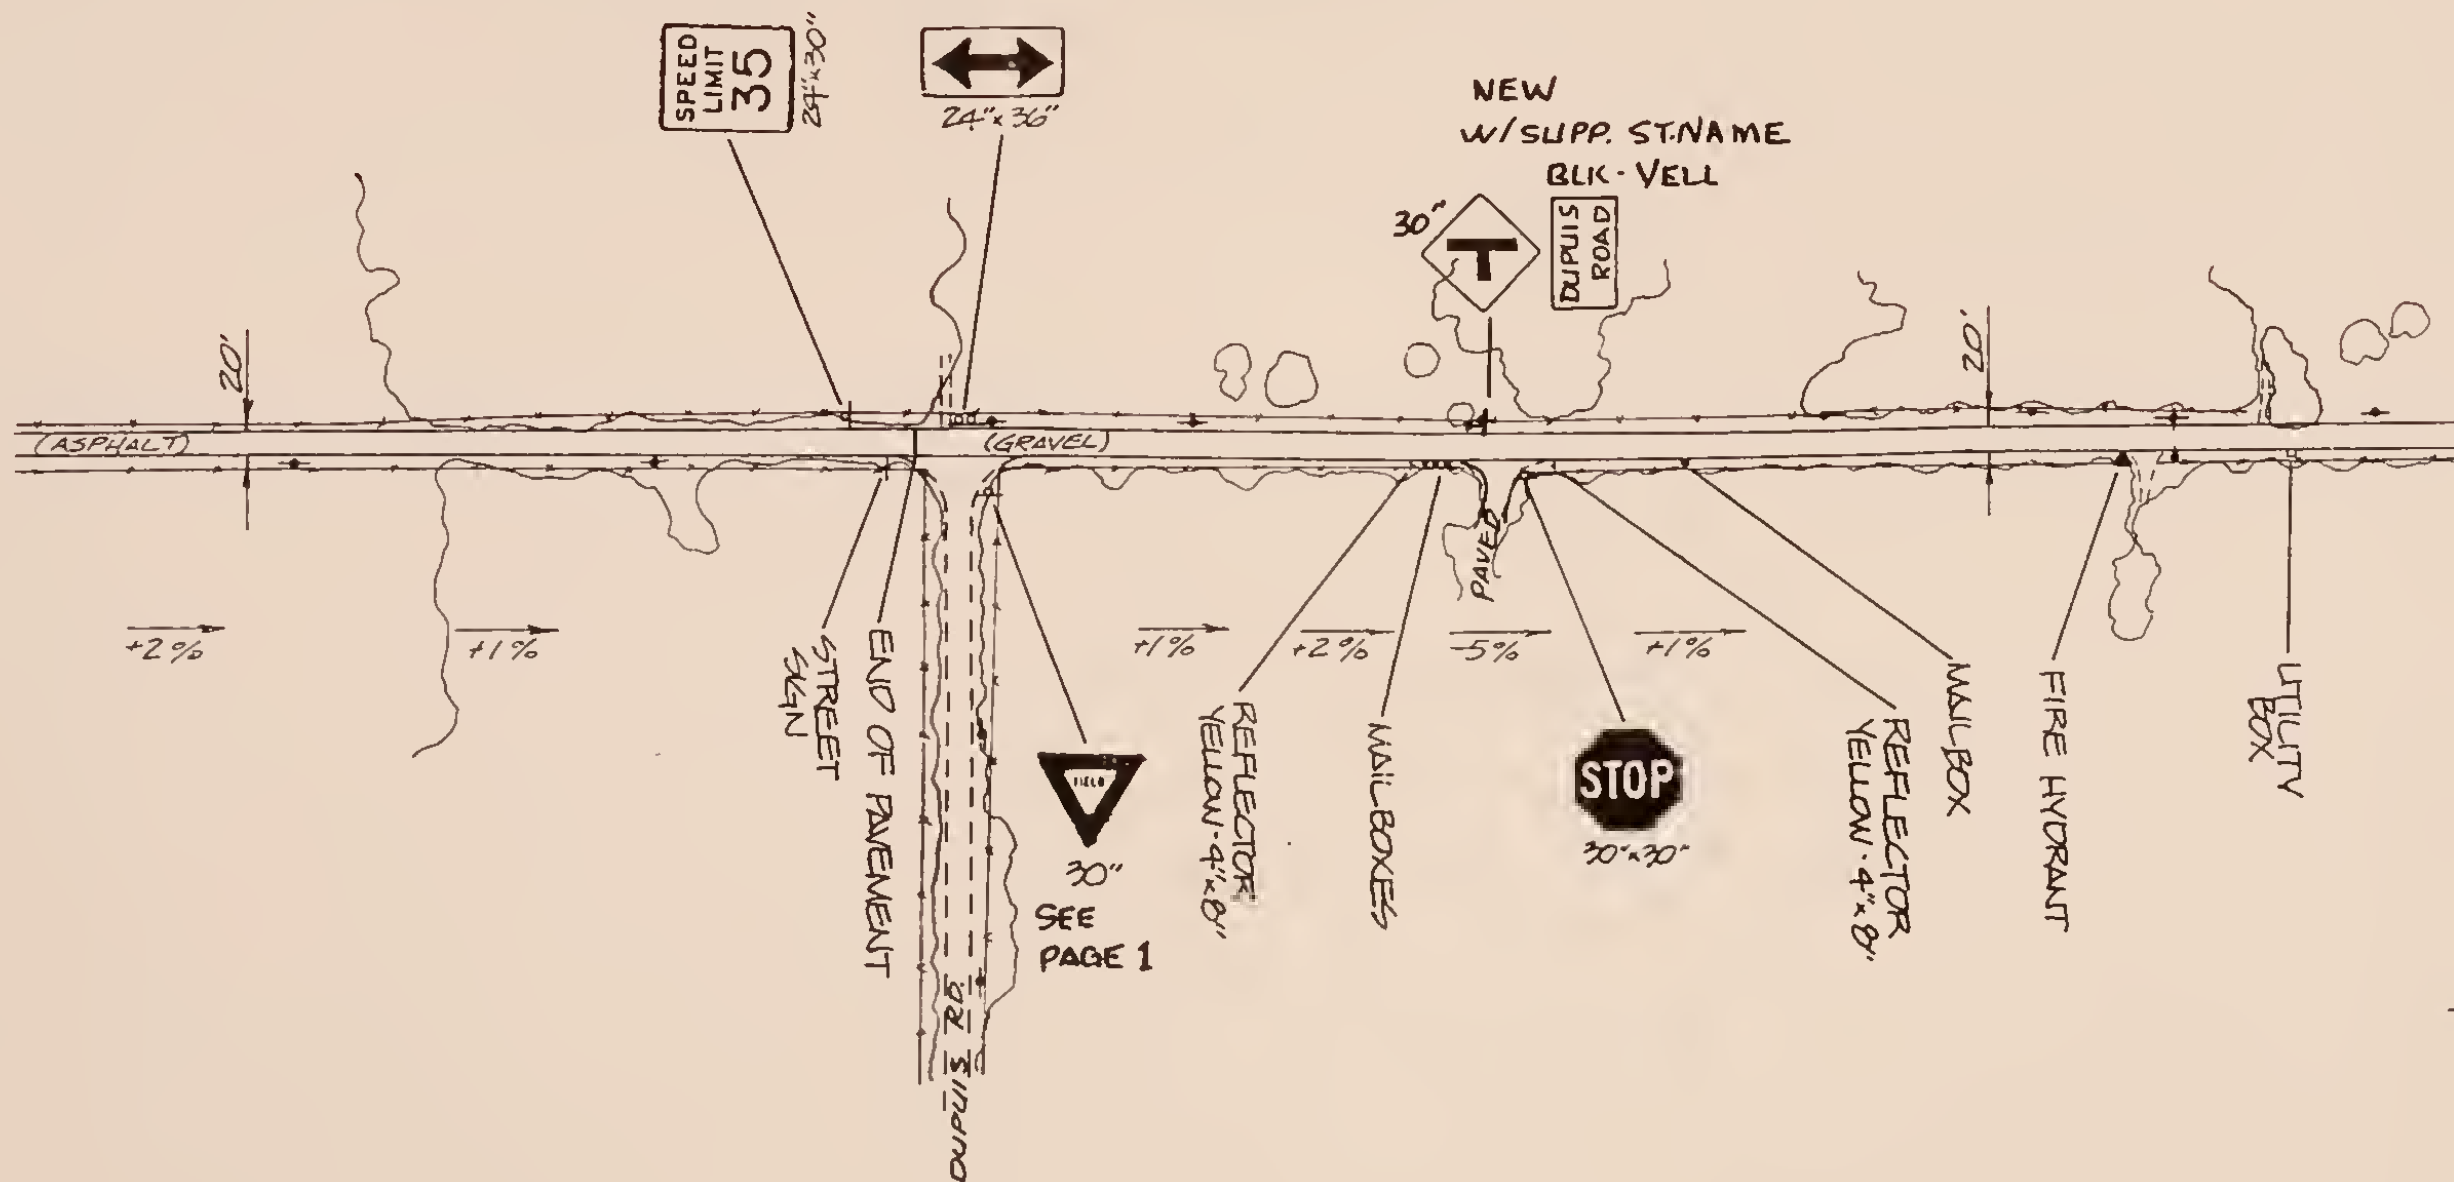 SPEED
LIMIT
35
24"x30"
24"x36"
NEW
W/SUPP. ST.NAME
BLK - YELL
30"
DUPUIS
ROAD
20'
20'
(ASPHALT)
(GRAVEL)
PAVED
+2%
+1%
+1%
+2%
-5%
+1%
STREET
SIGN
END OF PAVEMENT
YIELD
30"
SEE
PAGE 1
REFLECTOR
YELLOW - 4"x8"
MAILBOXES
STOP
30"x30"
REFLECTOR
YELLOW - 4"x8"
MAILBOX
FIRE HYDRANT
UTILITY
BOX
DUPUIS RD.